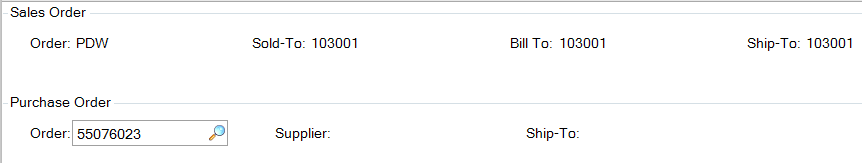 Sales Order
Order: PDW Sold-To: 103001 Bill To: 103001 Ship-To: 103001
Purchase Order
Order: 55076023 Supplier: Ship-To: